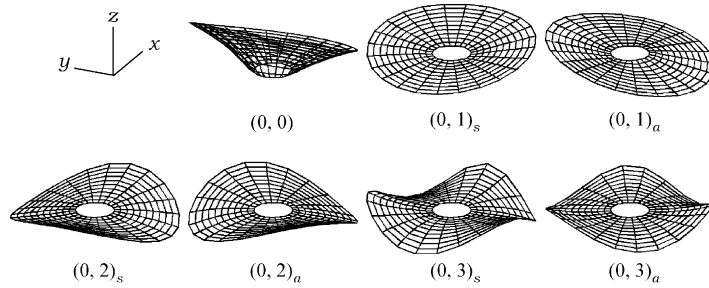 z
x
y
(0, 0)
(0, 1)ₛ
(0, 1)ₐ
(0, 2)ₛ
(0, 2)ₐ
(0, 3)ₛ
(0, 3)ₐ